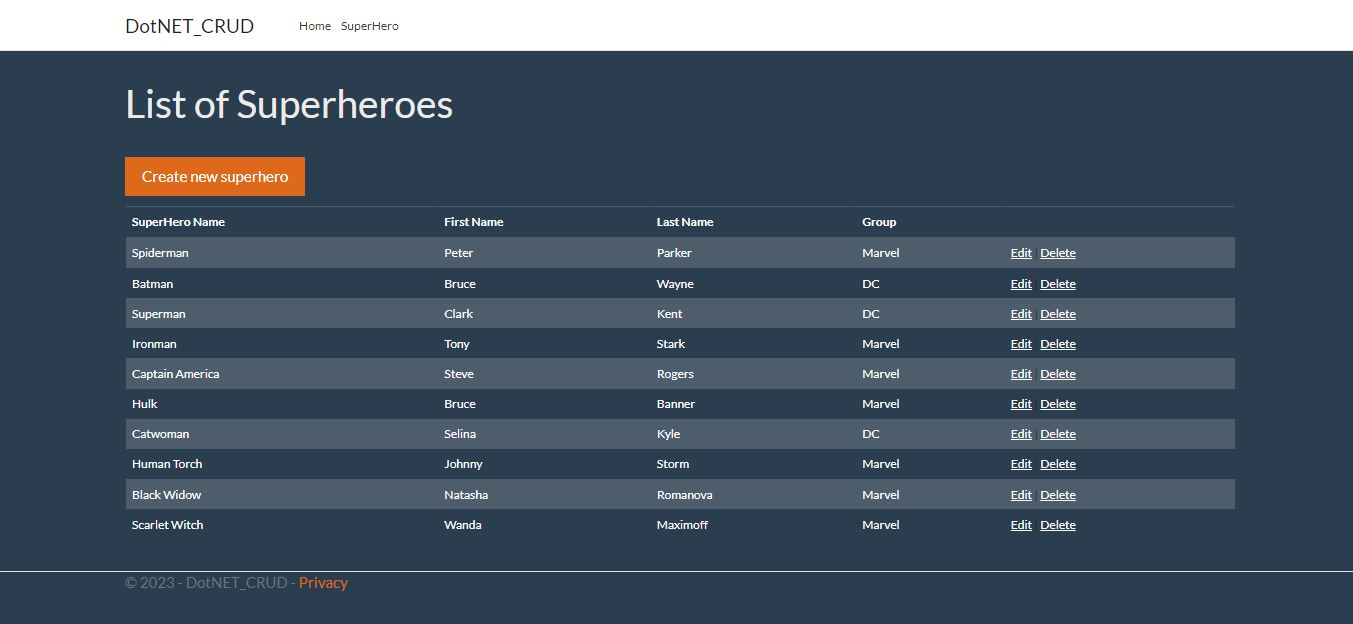 DotNET_CRUD Home SuperHero
List of Superheroes
Create new superhero
SuperHero Name First Name Last Name Group
Spiderman Peter Parker Marvel Edit | Delete
Batman Bruce Wayne DC Edit | Delete
Superman Clark Kent DC Edit | Delete
Ironman Tony Stark Marvel Edit | Delete
Captain America Steve Rogers Marvel Edit | Delete
Hulk Bruce Banner Marvel Edit | Delete
Catwoman Selina Kyle DC Edit | Delete
Human Torch Johnny Storm Marvel Edit | Delete
Black Widow Natasha Romanova Marvel Edit | Delete
Scarlet Witch Wanda Maximoff Marvel Edit | Delete
© 2023 - DotNET_CRUD - Privacy